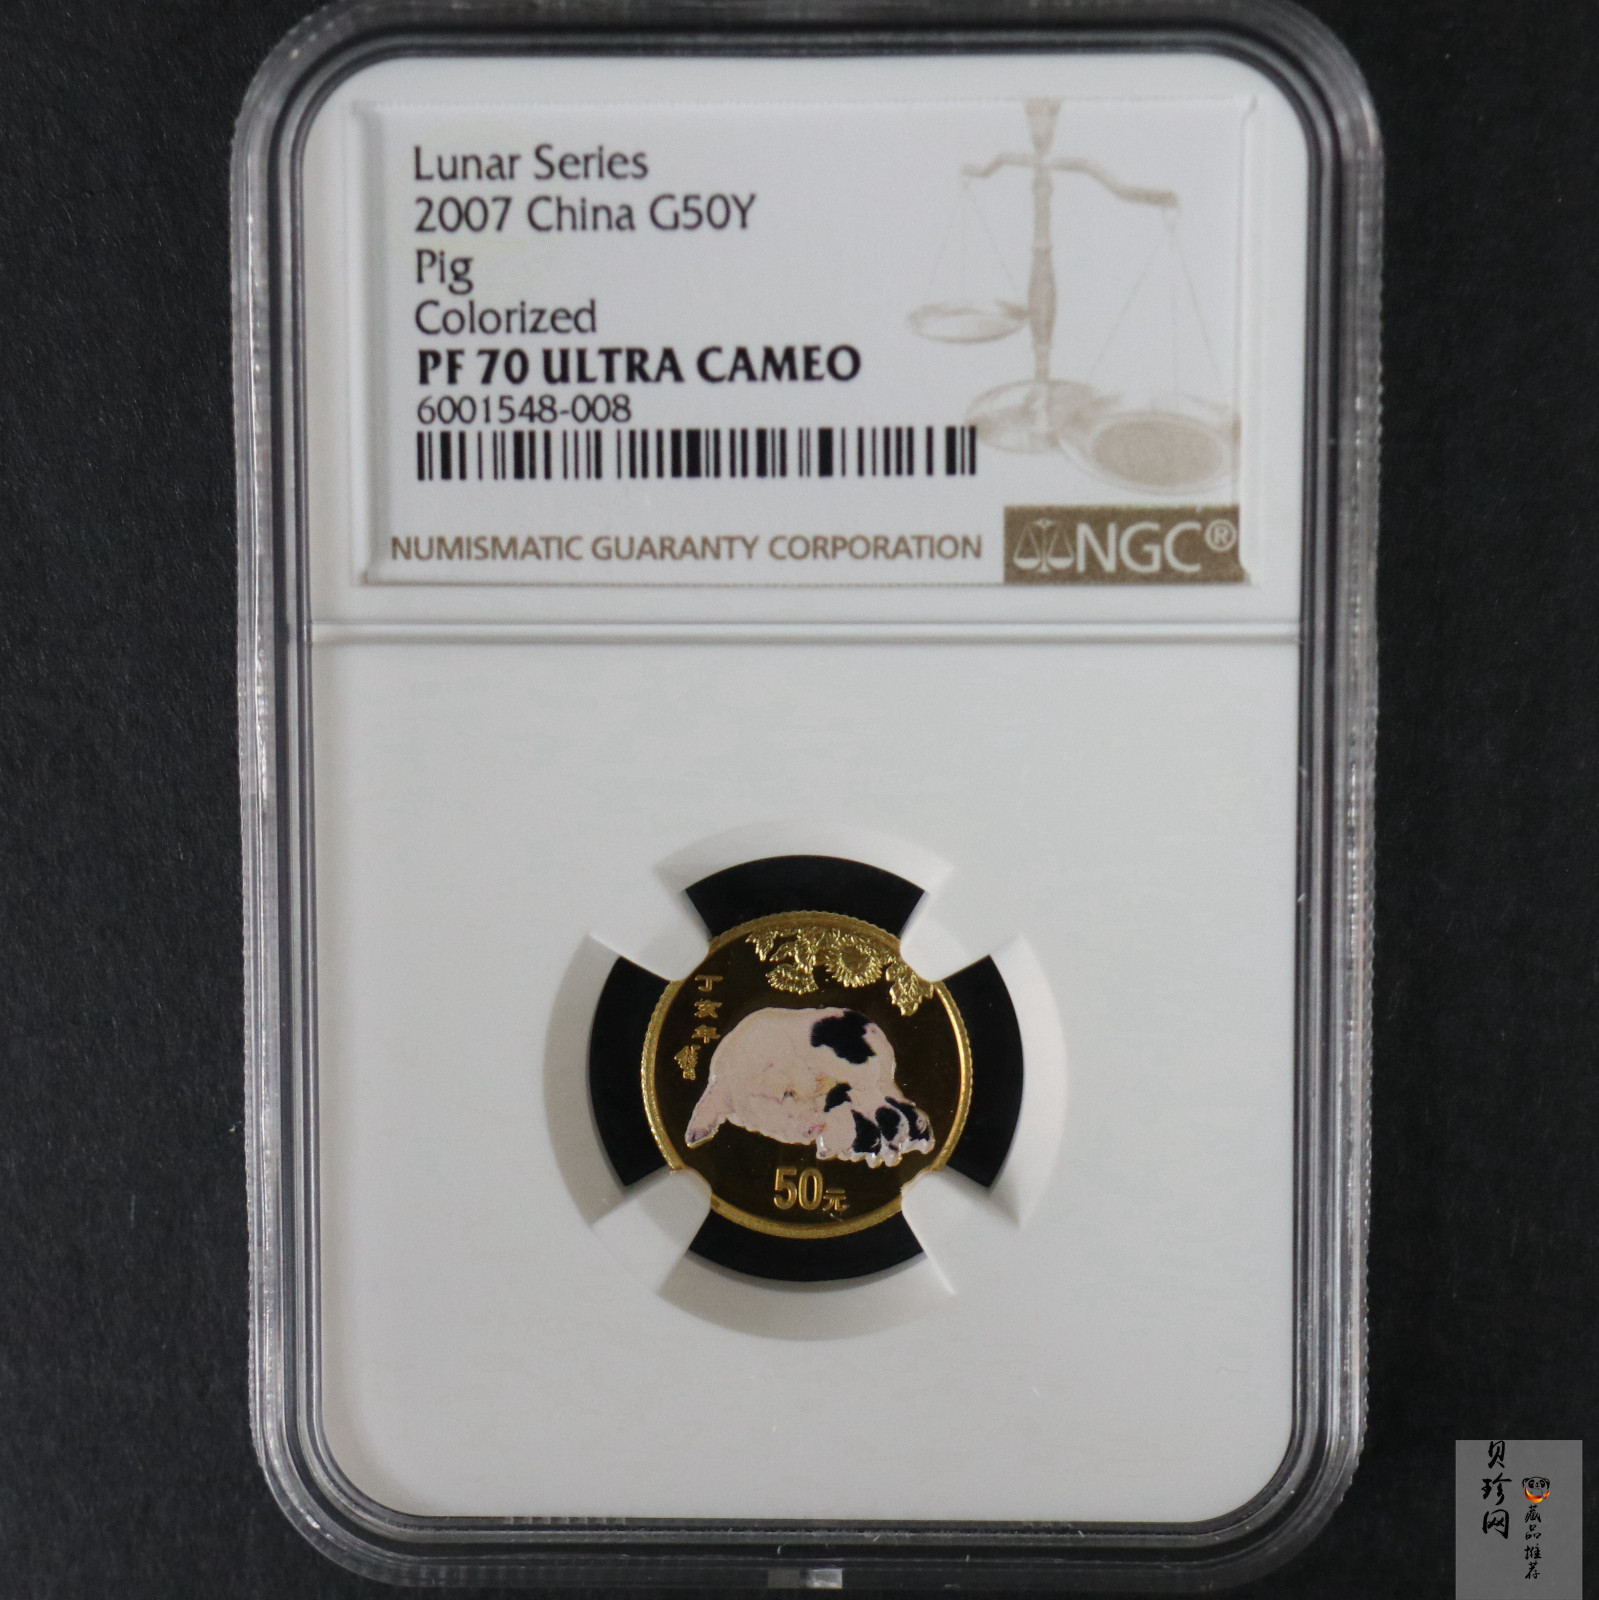 Lunar Series
2007 China G50Y
Pig
Colorized
PF 70 ULTRA CAMEO
6001548-008
NUMISMATIC GUARANTY CORPORATION
NGC®
丁亥年
50元
贝珍网
藏品推荐